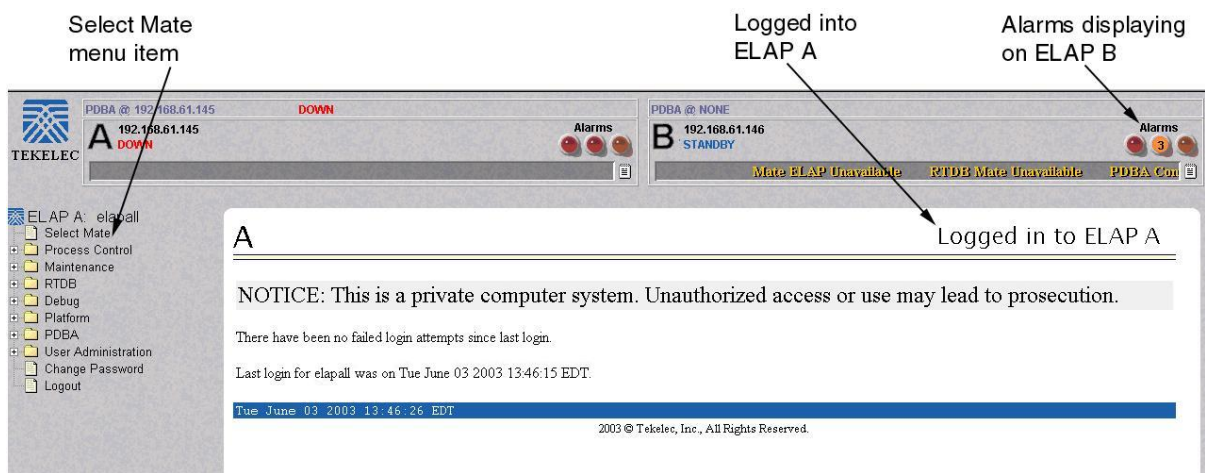 Select Mate
menu item
Logged into
ELAP A
Alarms displaying
on ELAP B
TEKELEC
PDBA @ 192.168.61.145 DOWN
A 192.168.61.145
DOWN
Alarms
PDBA @ NONE
B 192.168.61.146
STANDBY
Alarms
3
Mate ELAP Unavailable RTDB Mate Unavailable PDBA Con
ELAP A: elapall
Select Mate
Process Control
Maintenance
RTDB
Debug
Platform
PDBA
User Administration
Change Password
Logout
A
Logged in to ELAP A
NOTICE: This is a private computer system. Unauthorized access or use may lead to prosecution.
There have been no failed login attempts since last login.
Last login for elapall was on Tue June 03 2003 13:46:15 EDT.
Tue June 03 2003 13:46:26 EDT
2003 © Tekelec, Inc., All Rights Reserved.